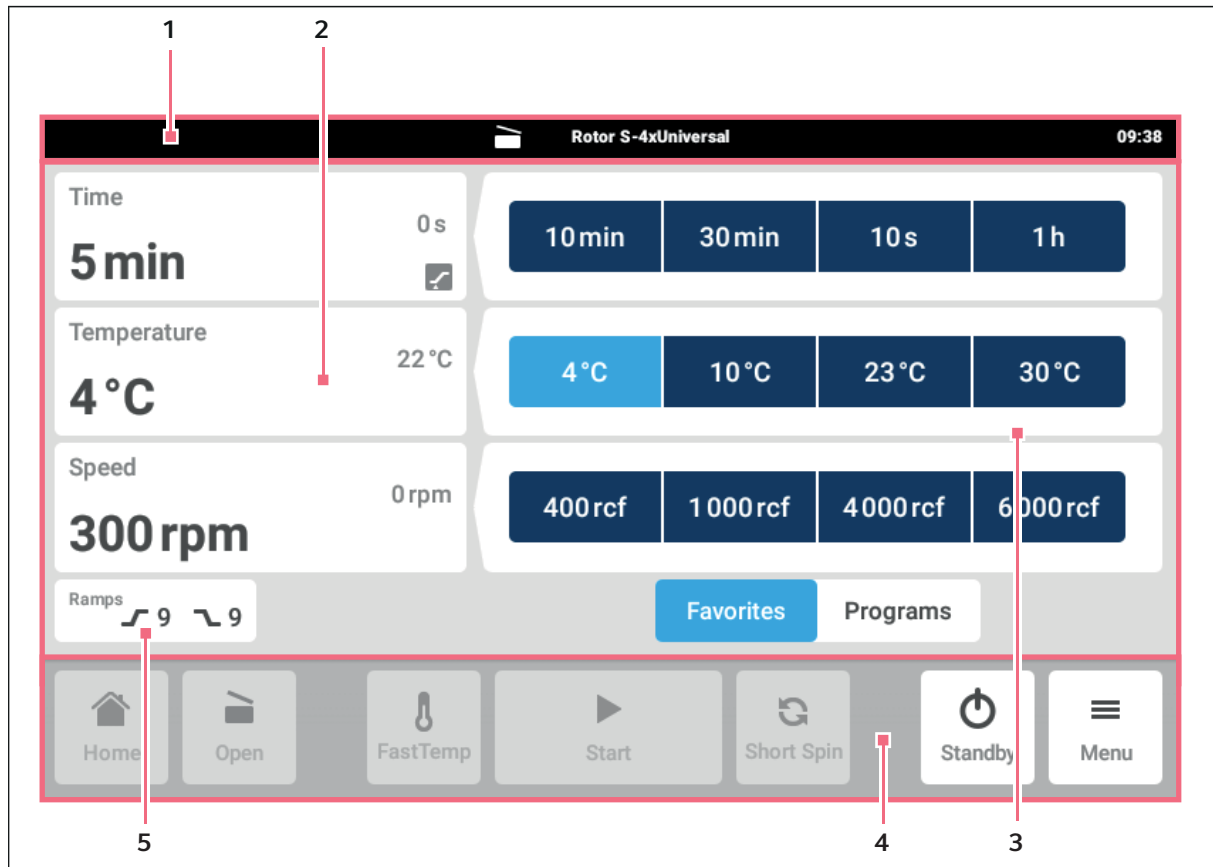 1 2
Rotor S-4xUniversal 09:38
Time
0 s
5 min
10 min 30 min 10 s 1 h
Temperature
22 °C
4 °C
4 °C 10 °C 23 °C 30 °C
Speed
0 rpm
300 rpm
400 rcf 1 000 rcf 4 000 rcf 6 000 rcf
Ramps
9 9
Favorites Programs
Home Open FastTemp Start Short Spin Standby Menu
5 4 3